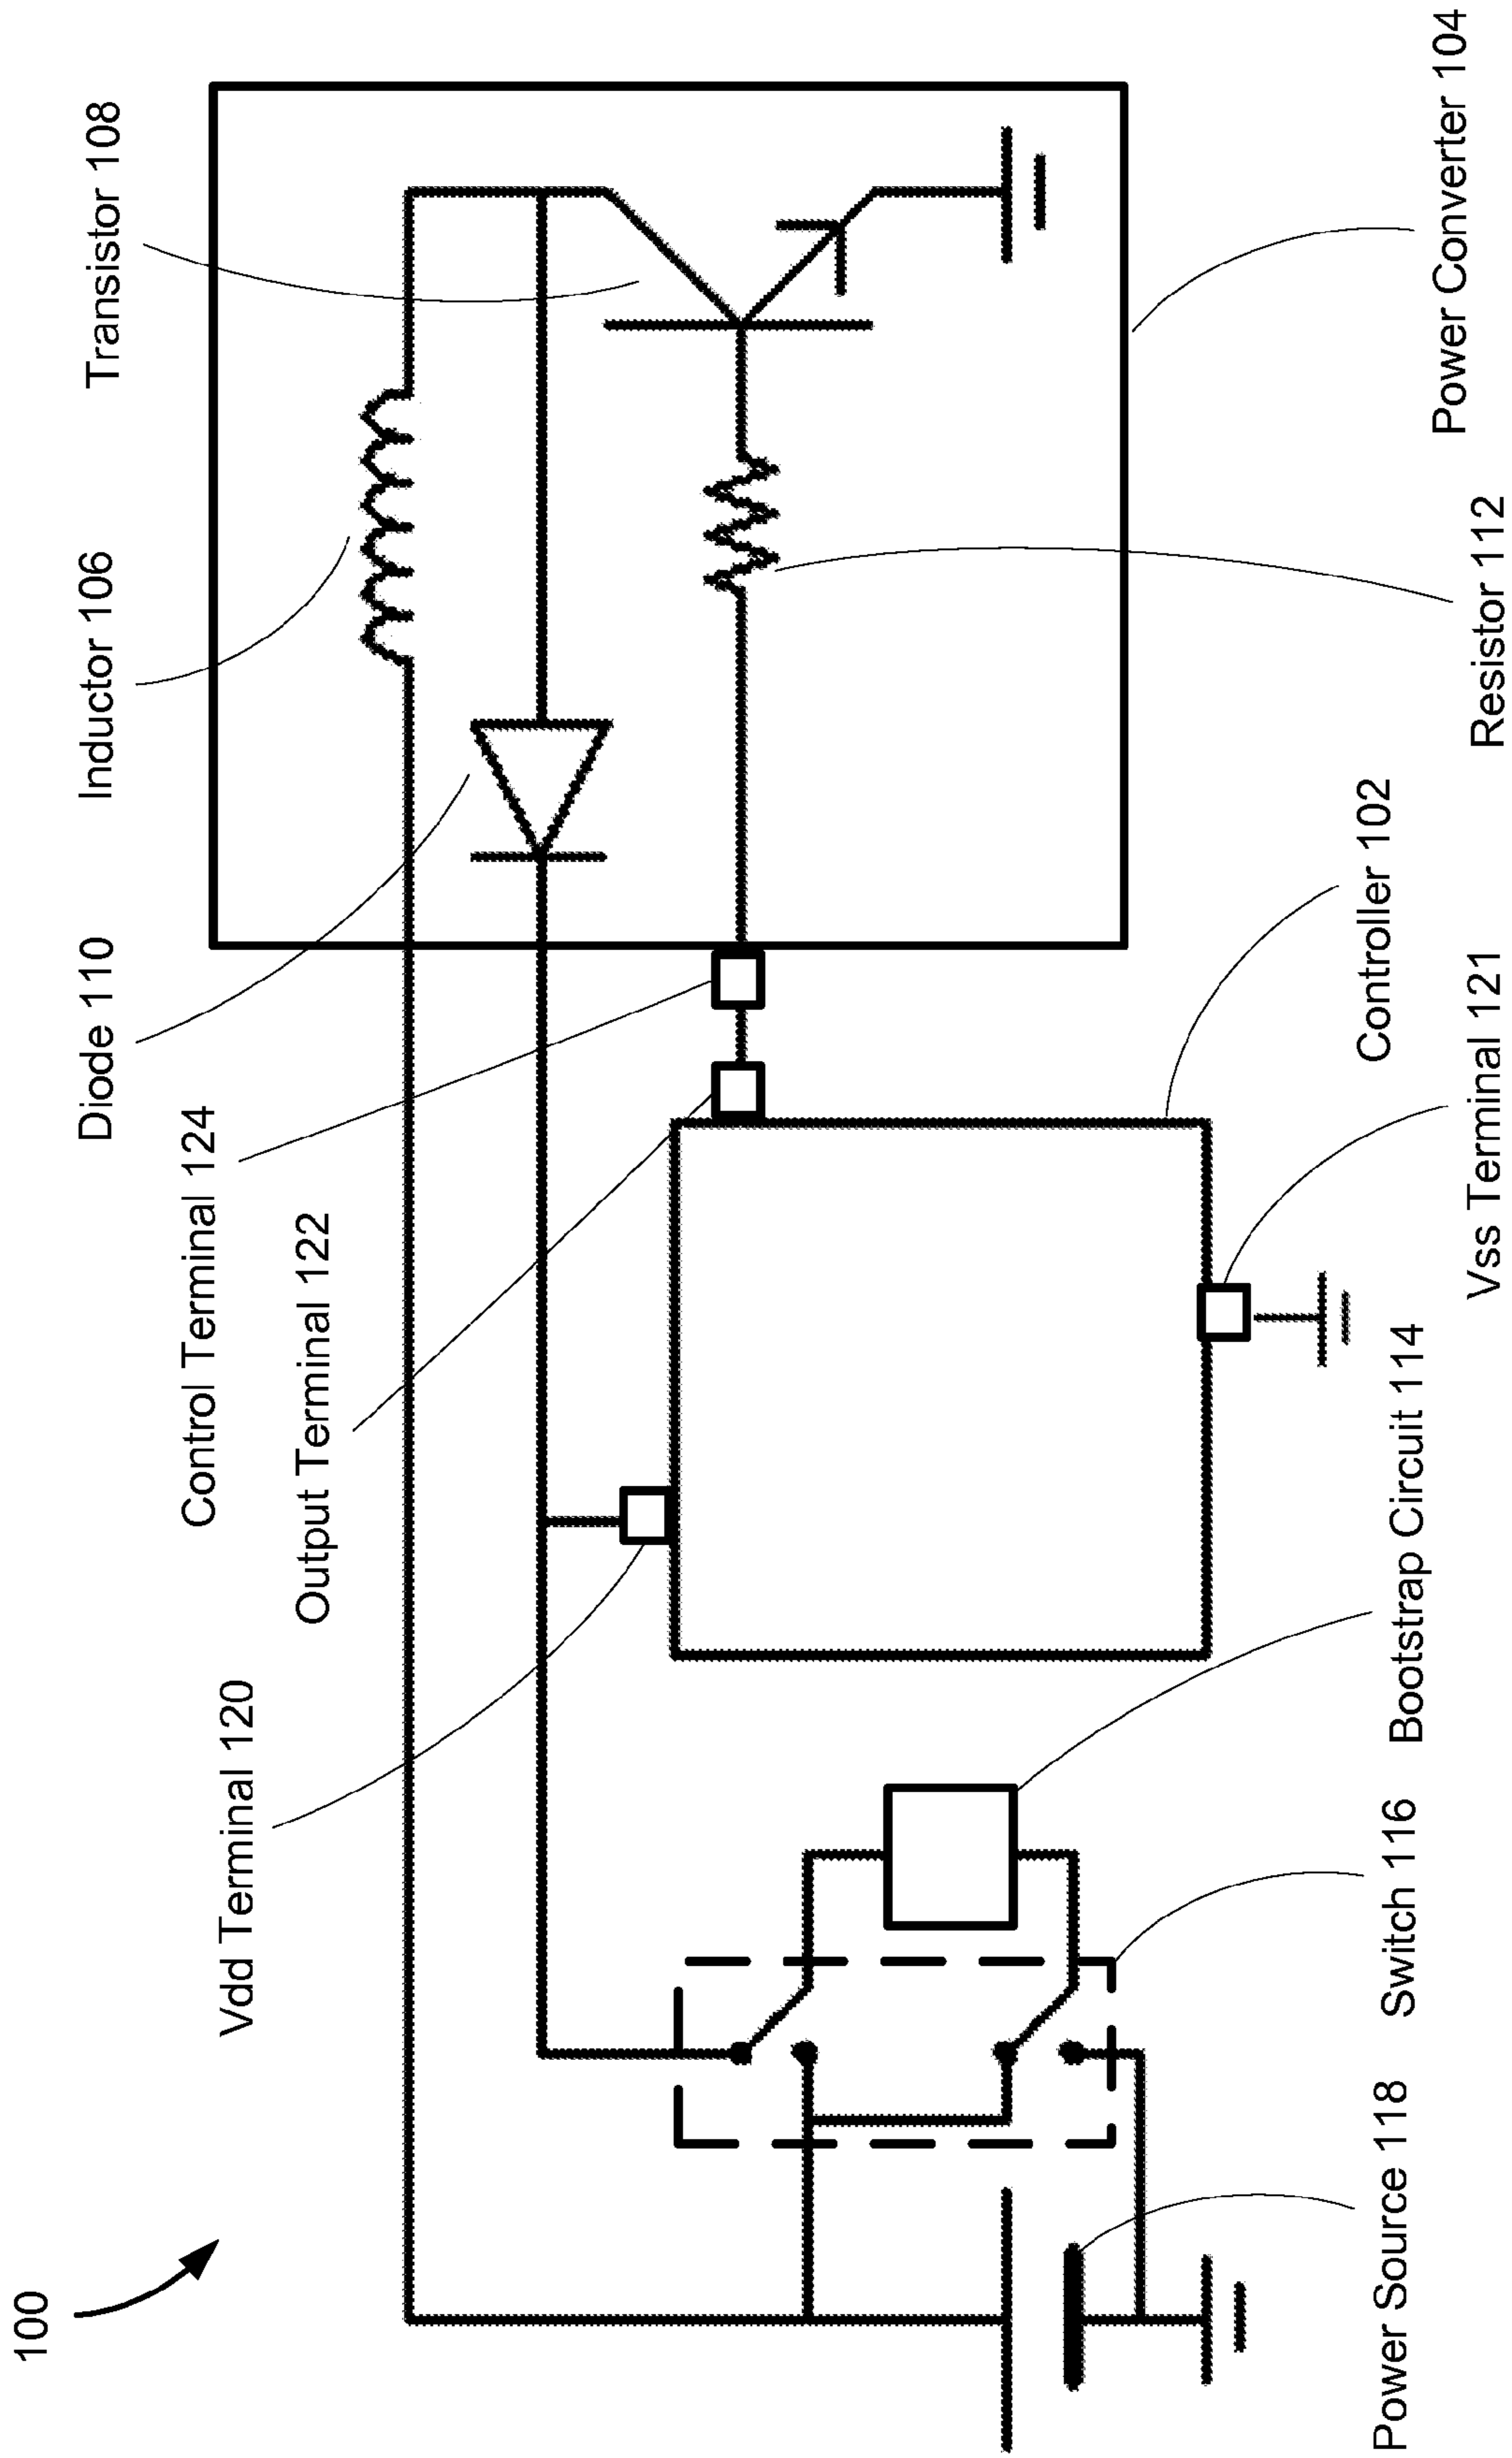 100
Transistor 108
Inductor 106
Diode 110
Control Terminal 124
Output Terminal 122
Vdd Terminal 120
Power Converter 104
Resistor 112
Controller 102
Vss Terminal 121
Bootstrap Circuit 114
Switch 116
Power Source 118